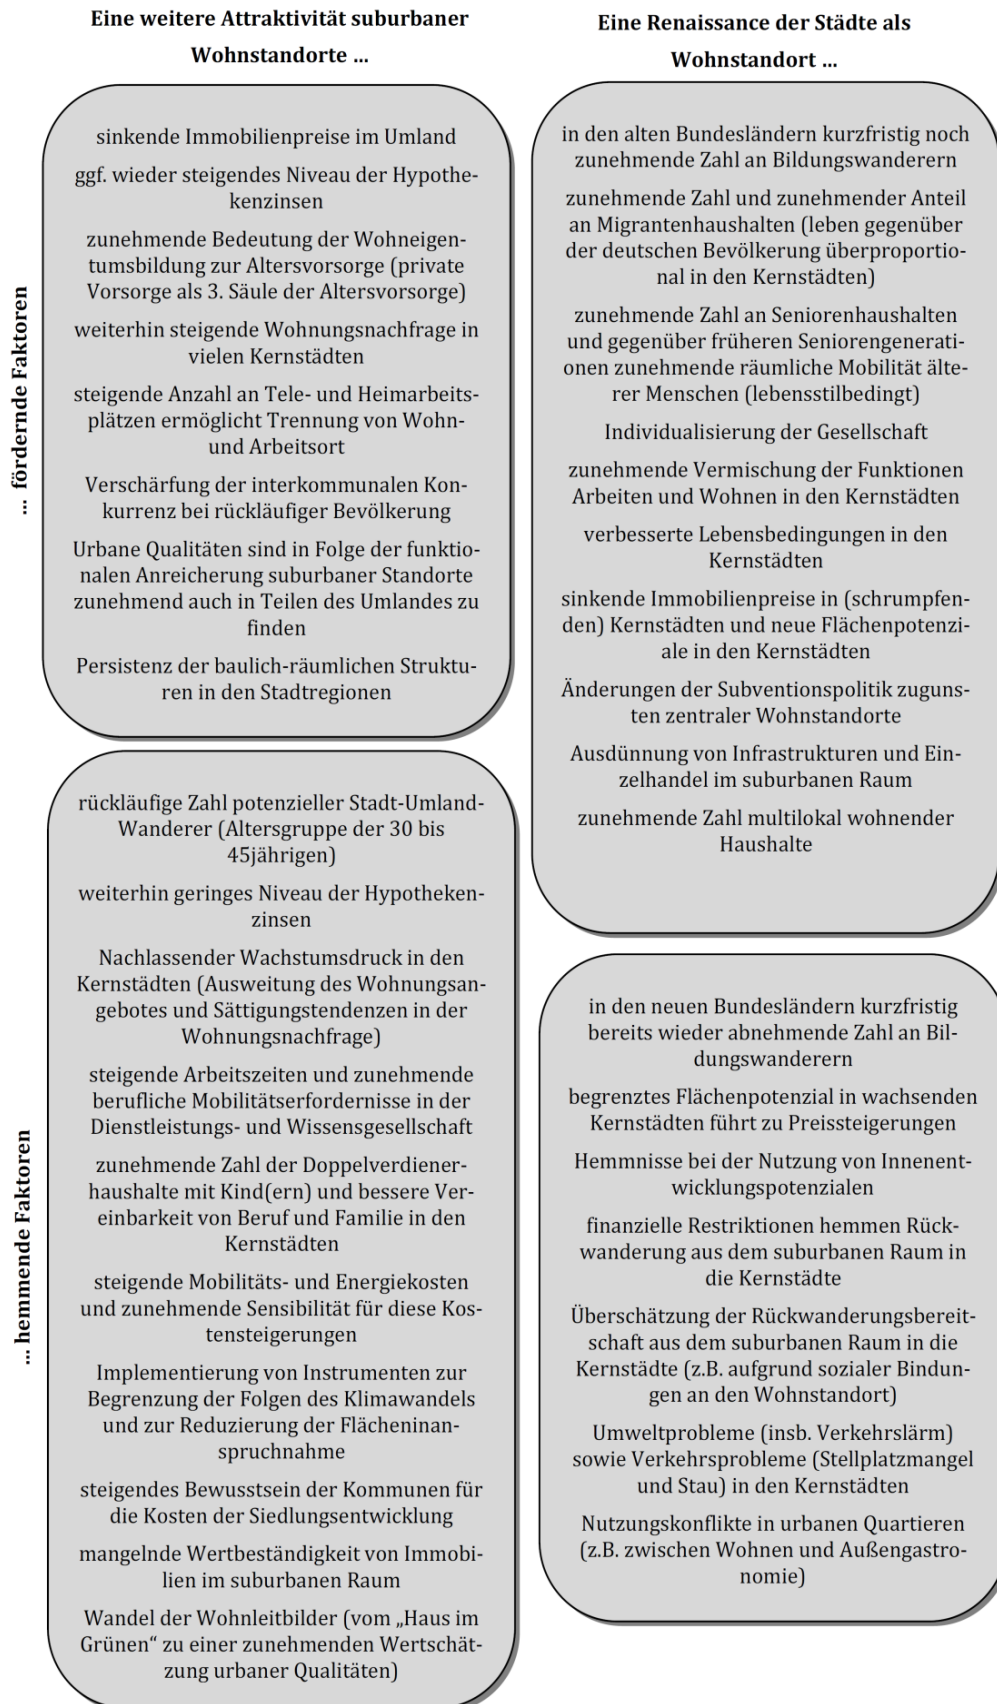 Eine weitere Attraktivität suburbaner
Wohnstandorte ...
Eine Renaissance der Städte als
Wohnstandort ...
... fördernde Faktoren
sinkende Immobilienpreise im Umland
ggf. wieder steigendes Niveau der Hypothe-
kenzinsen
zunehmende Bedeutung der Wohneigen-
tumsbildung zur Altersvorsorge (private
Vorsorge als 3. Säule der Altersvorsorge)
weiterhin steigende Wohnungsnachfrage in
vielen Kernstädten
steigende Anzahl an Tele- und Heimarbeits-
plätzen ermöglicht Trennung von Wohn-
und Arbeitsort
Verschärfung der interkommunalen Kon-
kurrenz bei rückläufiger Bevölkerung
Urbane Qualitäten sind in Folge der funktio-
nalen Anreicherung suburbaner Standorte
zunehmend auch in Teilen des Umlandes zu
finden
Persistenz der baulich-räumlichen Struktu-
ren in den Stadtregionen
in den alten Bundesländern kurzfristig noch
zunehmende Zahl an Bildungswanderern
zunehmende Zahl und zunehmender Anteil
an Migrantenhaushalten (leben gegenüber
der deutschen Bevölkerung überproportio-
nal in den Kernstädten)
zunehmende Zahl an Seniorenhaushalten
und gegenüber früheren Seniorengenerati-
onen zunehmende räumliche Mobilität älte-
rer Menschen (lebensstilbedingt)
Individualisierung der Gesellschaft
zunehmende Vermischung der Funktionen
Arbeiten und Wohnen in den Kernstädten
verbesserte Lebensbedingungen in den
Kernstädten
sinkende Immobilienpreise in (schrumpfen-
den) Kernstädten und neue Flächenpotenzi-
ale in den Kernstädten
Änderungen der Subventionspolitik zuguns-
ten zentraler Wohnstandorte
Ausdünnung von Infrastrukturen und Ein-
zelhandel im suburbanen Raum
zunehmende Zahl multilokal wohnender
Haushalte
... hemmende Faktoren
rückläufige Zahl potenzieller Stadt-Umland-
Wanderer (Altersgruppe der 30 bis
45jährigen)
weiterhin geringes Niveau der Hypotheken-
zinsen
Nachlassender Wachstumsdruck in den
Kernstädten (Ausweitung des Wohnungsan-
gebotes und Sättigungstendenzen in der
Wohnungsnachfrage)
steigende Arbeitszeiten und zunehmende
berufliche Mobilitätserfordernisse in der
Dienstleistungs- und Wissensgesellschaft
zunehmende Zahl der Doppelverdiener-
haushalte mit Kind(ern) und bessere Ver-
einbarkeit von Beruf und Familie in den
Kernstädten
steigende Mobilitäts- und Energiekosten
und zunehmende Sensibilität für diese Kos-
tensteigerungen
Implementierung von Instrumenten zur
Begrenzung der Folgen des Klimawandels
und zur Reduzierung der Flächeninan-
spruchnahme
steigendes Bewusstsein der Kommunen für
die Kosten der Siedlungsentwicklung
mangelnde Wertbeständigkeit von Immobi-
lien im suburbanen Raum
Wandel der Wohnleitbilder (vom „Haus im
Grünen“ zu einer zunehmenden Wertschät-
zung urbaner Qualitäten)
in den neuen Bundesländern kurzfristig
bereits wieder abnehmende Zahl an Bil-
dungswanderern
begrenztes Flächenpotenzial in wachsenden
Kernstädten führt zu Preissteigerungen
Hemmnisse bei der Nutzung von Innenent-
wicklungspotenzialen
finanzielle Restriktionen hemmen Rück-
wanderung aus dem suburbanen Raum in
die Kernstädte
Überschätzung der Rückwanderungsbereit-
schaft aus dem suburbanen Raum in die
Kernstädte (z.B. aufgrund sozialer Bindun-
gen an den Wohnstandort)
Umweltprobleme (insb. Verkehrslärm)
sowie Verkehrsprobleme (Stellplatzmangel
und Stau) in den Kernstädten
Nutzungskonflikte in urbanen Quartieren
(z.B. zwischen Wohnen und Außengastro-
nomie)